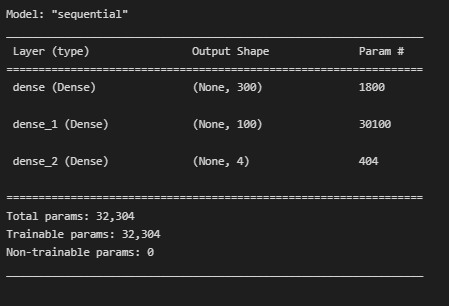 Model: "sequential"
_________________________________________________________________
Layer (type)                Output Shape              Param #
=================================================================
dense (Dense)               (None, 300)               1800
dense_1 (Dense)             (None, 100)               30100
dense_2 (Dense)             (None, 4)                 404
=================================================================
Total params: 32,304
Trainable params: 32,304
Non-trainable params: 0
_________________________________________________________________